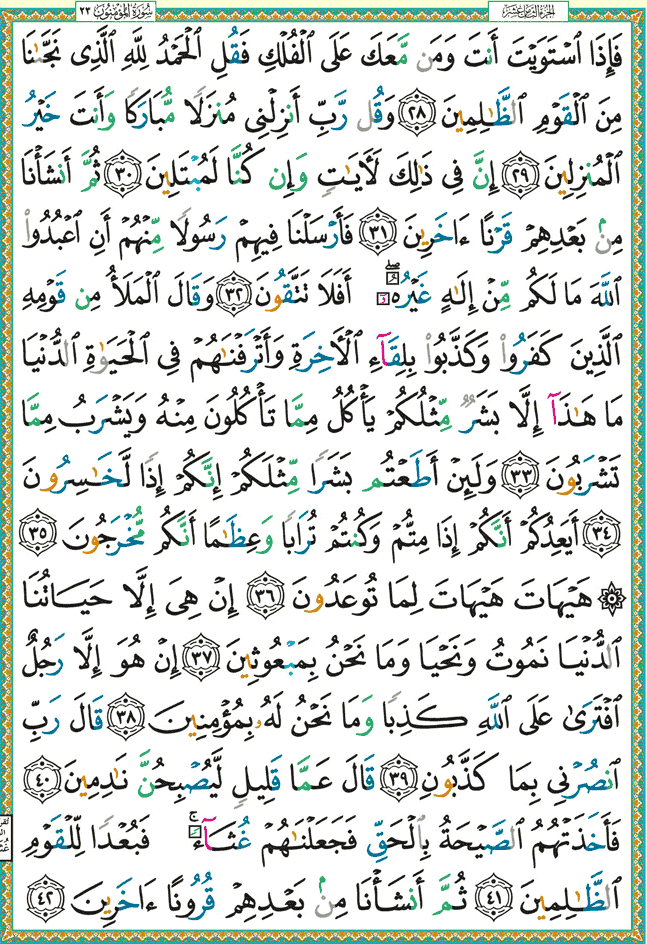 سُورَةُ المُؤۡمِنُون ٢٣
الجزء الثامن عشر
فَإِذَا ٱسۡتَوَيۡتَ أَنتَ وَمَن مَّعَكَ عَلَى ٱلۡفُلۡكِ فَقُلِ ٱلۡحَمۡدُ لِلَّهِ ٱلَّذِي نَجَّىٰنَا
مِنَ ٱلۡقَوۡمِ ٱلظَّٰلِمِينَ ٢٨ وَقُل رَّبِّ أَنزِلۡنِي مُنزَلٗا مُّبَارَكٗا وَأَنتَ خَيۡرُ
ٱلۡمُنزِلِينَ ٢٩ إِنَّ فِي ذَٰلِكَ لَأٓيَٰتٖ وَإِن كُنَّا لَمُبۡتَلِينَ ٣٠ ثُمَّ أَنشَأۡنَا
مِنۢ بَعۡدِهِمۡ قَرۡنًا ءَاخَرِينَ ٣١ فَأَرۡسَلۡنَا فِيهِمۡ رَسُولٗا مِّنۡهُمۡ أَنِ ٱعۡبُدُواْ
ٱللَّهَ مَا لَكُم مِّنۡ إِلَٰهٍ غَيۡرُهُۥٓۖ أَفَلَا تَتَّقُونَ ٣٢ وَقَالَ ٱلۡمَلَأُ مِن قَوۡمِهِ
ٱلَّذِينَ كَفَرُواْ وَكَذَّبُواْ بِلِقَآءِ ٱلۡأٓخِرَةِ وَأَتۡرَفۡنَٰهُمۡ فِي ٱلۡحَيَوٰةِ ٱلدُّنۡيَا
مَا هَٰذَآ إِلَّا بَشَرٞ مِّثۡلُكُمۡ يَأۡكُلُ مِمَّا تَأۡكُلُونَ مِنۡهُ وَيَشۡرَبُ مِمَّا
تَشۡرَبُونَ ٣٣ وَلَئِنۡ أَطَعۡتُم بَشَرٗا مِّثۡلَكُمۡ إِنَّكُمۡ إِذٗا لَّخَٰسِرُونَ
٣٤ أَيَعِدُكُمۡ أَنَّكُمۡ إِذَا مِتُّمۡ وَكُنتُمۡ تُرَابٗا وَعِظَٰمًا أَنَّكُم مُّخۡرَجُونَ ٣٥
۞ هَيۡهَاتَ هَيۡهَاتَ لِمَا تُوعَدُونَ ٣٦ إِنۡ هِيَ إِلَّا حَيَاتُنَا
ٱلدُّنۡيَا نَمُوتُ وَنَحۡيَا وَمَا نَحۡنُ بِمَبۡعُوثِينَ ٣٧ إِنۡ هُوَ إِلَّا رَجُلٌ
ٱفۡتَرَىٰ عَلَى ٱللَّهِ كَذِبٗا وَمَا نَحۡنُ لَهُۥ بِمُؤۡمِنِينَ ٣٨ قَالَ رَبِّ
ٱنصُرۡنِي بِمَا كَذَّبُونِ ٣٩ قَالَ عَمَّا قَلِيلٖ لَّيُصۡبِحُنَّ نَٰدِمِينَ ٤٠
فَأَخَذَتۡهُمُ ٱلصَّيۡحَةُ بِٱلۡحَقِّ فَجَعَلۡنَٰهُمۡ غُثَآءٗۚ فَبُعۡدٗا لِّلۡقَوۡمِ
ٱلظَّٰلِمِينَ ٤١ ثُمَّ أَنشَأۡنَا مِنۢ بَعۡدِهِمۡ قُرُونًا ءَاخَرِينَ ٤٢